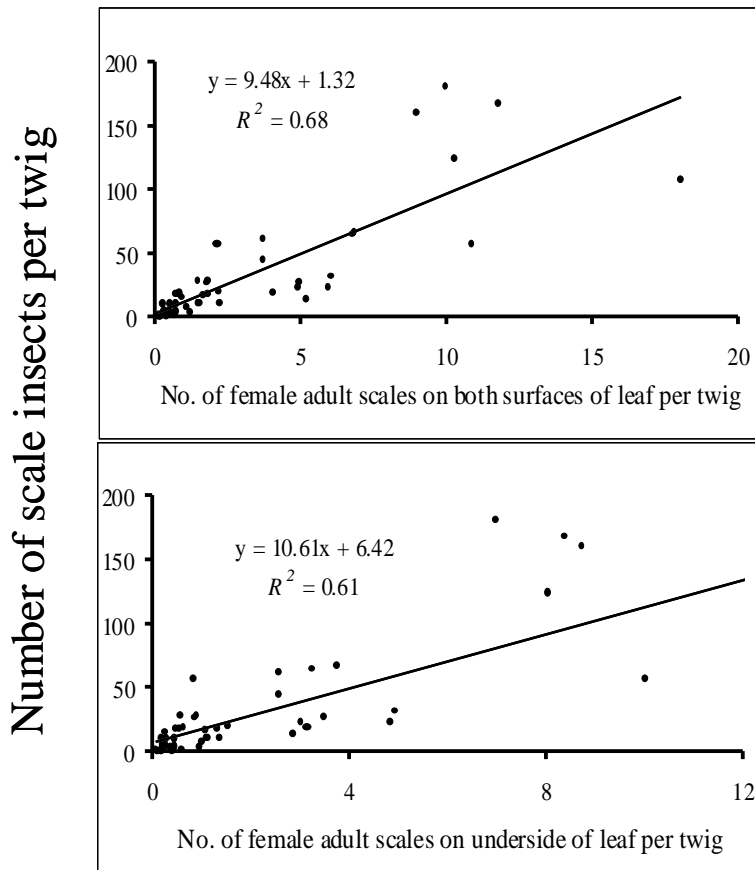 Number of scale insects per twig
200
150
100
50
0
y = 9.48x + 1.32
R² = 0.68
0 5 10 15 20
No. of female adult scales on both surfaces of leaf per twig
200
150
100
50
0
y = 10.61x + 6.42
R² = 0.61
0 4 8 12
No. of female adult scales on underside of leaf per twig